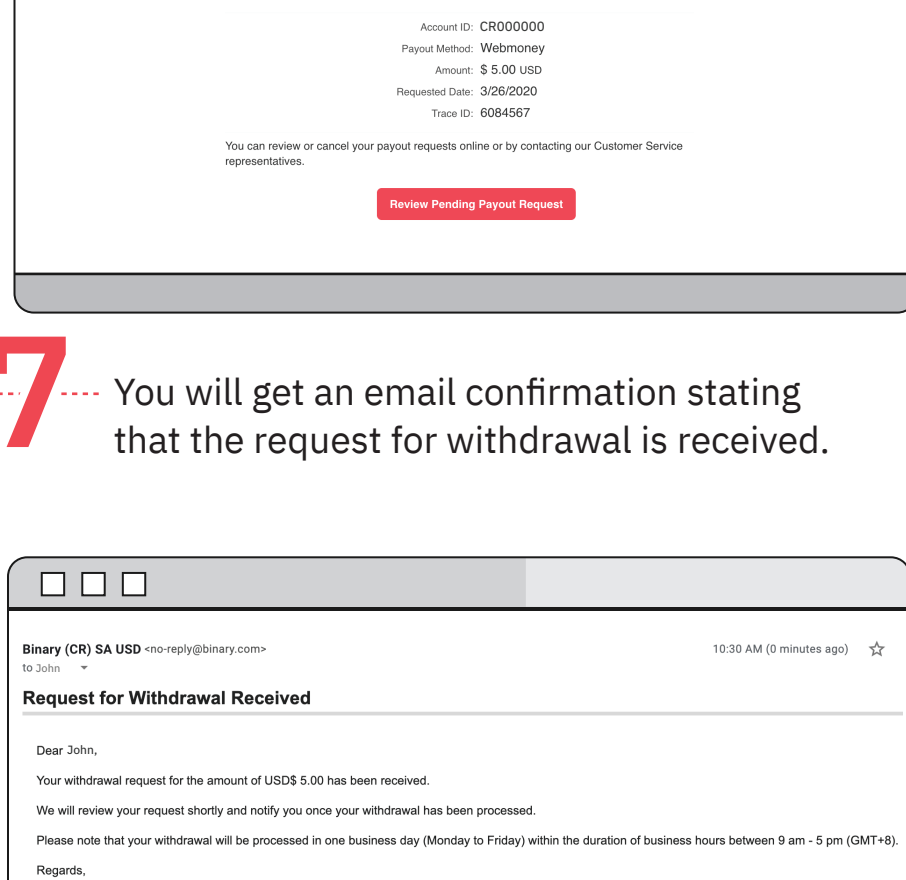 Account ID: CR000000
Payout Method: Webmoney
Amount: $ 5.00 USD
Requested Date: 3/26/2020
Trace ID: 6084567
You can review or cancel your payout requests online or by contacting our Customer Service
representatives.
Review Pending Payout Request
7
You will get an email confirmation stating
that the request for withdrawal is received.
Binary (CR) SA USD <no-reply@binary.com> 10:30 AM (0 minutes ago)
to John
Request for Withdrawal Received
Dear John,
Your withdrawal request for the amount of USD$ 5.00 has been received.
We will review your request shortly and notify you once your withdrawal has been processed.
Please note that your withdrawal will be processed in one business day (Monday to Friday) within the duration of business hours between 9 am - 5 pm (GMT+8).
Regards,